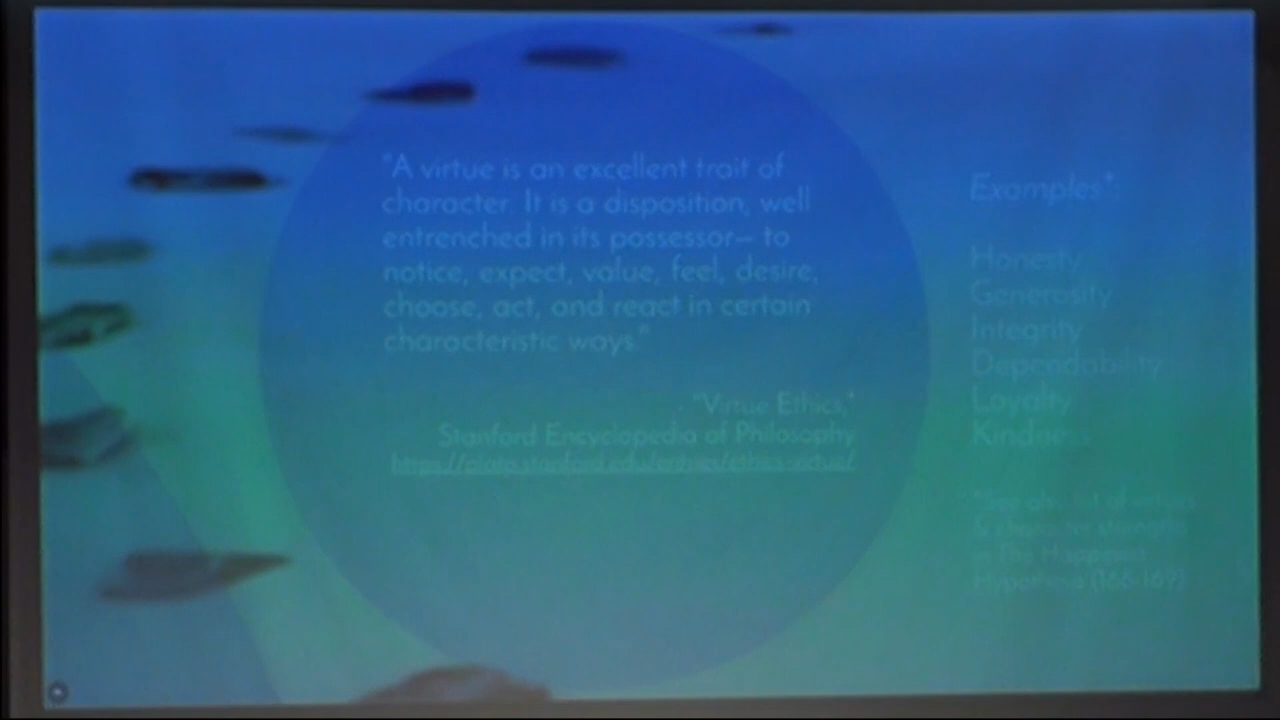 "A virtue is an excellent trait of
character. It is a disposition, well
entrenched in its possessor— to
notice, expect, value, feel, desire,
choose, act, and react in certain
characteristic ways."
- "Virtue Ethics,"
Stanford Encyclopedia of Philosophy
https://plato.stanford.edu/entries/ethics-virtue/
Examples*:
Honesty
Generosity
Integrity
Dependability
Loyalty
Kindness
*See also list of virtues
& character strengths
in The Happiness
Hypothesis (166-169)